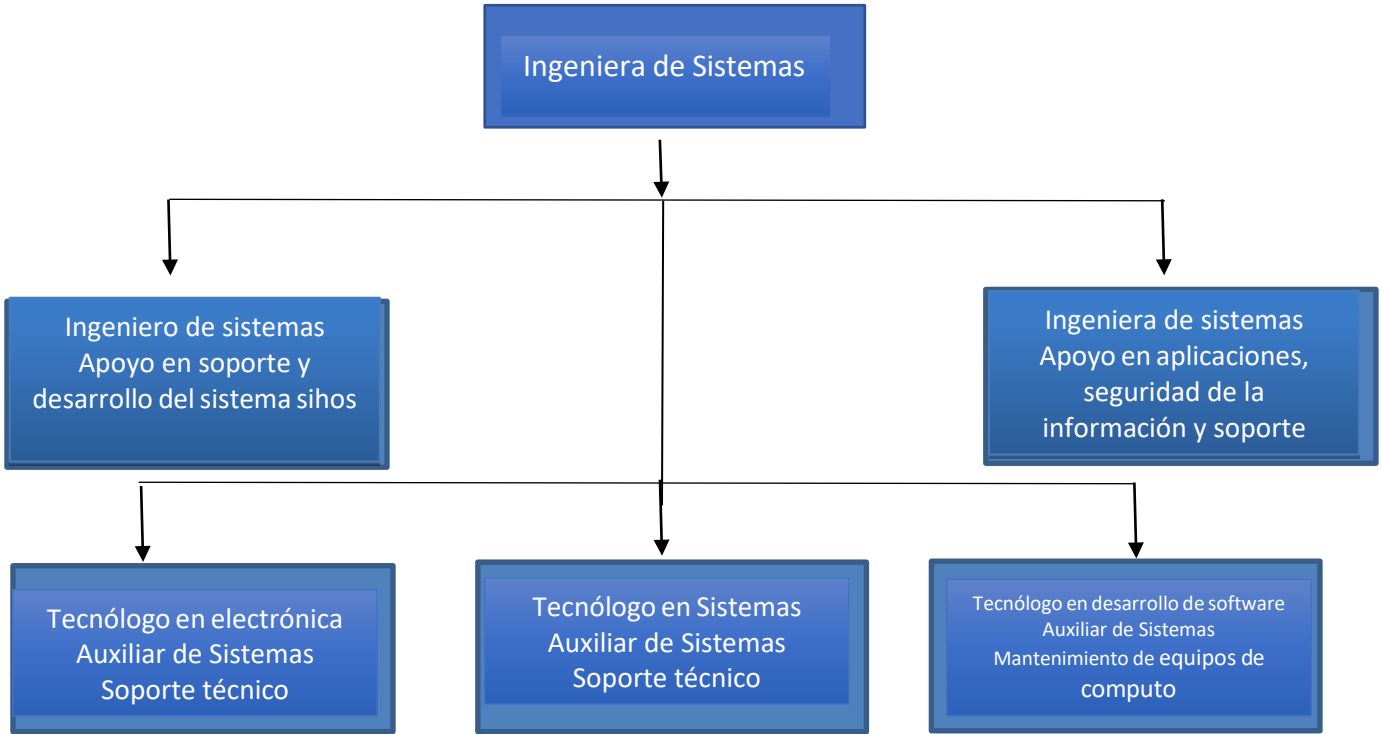 Ingeniera de Sistemas
Ingeniero de sistemas
Apoyo en soporte y
desarrollo del sistema sihos
Ingeniera de sistemas
Apoyo en aplicaciones,
seguridad de la
información y soporte
Tecnólogo en electrónica
Auxiliar de Sistemas
Soporte técnico
Tecnólogo en Sistemas
Auxiliar de Sistemas
Soporte técnico
Tecnólogo en desarrollo de software
Auxiliar de Sistemas
Mantenimiento de equipos de
computo